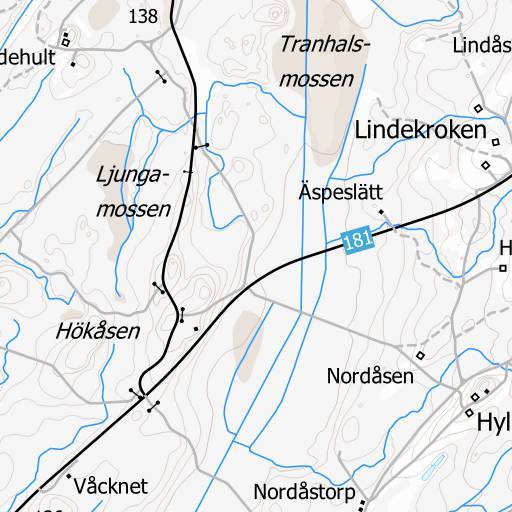 138
Tranhals-
mossen
Lindås
dehult
Lindekroken
Ljunga-
mossen
Äspeslätt
181
H
Hökåsen
Nordåsen
Hyl
Våcknet
Nordåstorp